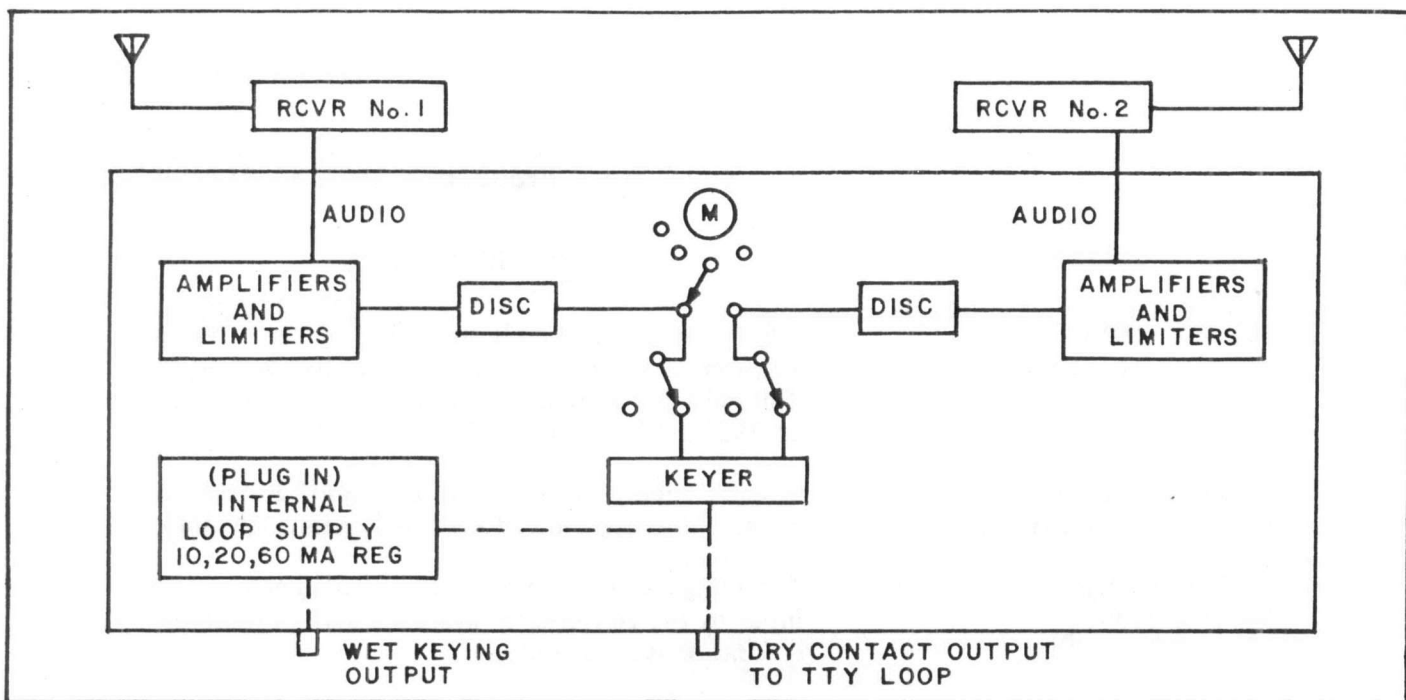 RCVR No. 1
RCVR No. 2
AUDIO
M
AUDIO
AMPLIFIERS
AND
LIMITERS
DISC
DISC
AMPLIFIERS
AND
LIMITERS
(PLUG IN)
INTERNAL
LOOP SUPPLY
10,20,60 MA REG
KEYER
WET KEYING
OUTPUT
DRY CONTACT OUTPUT
TO TTY LOOP